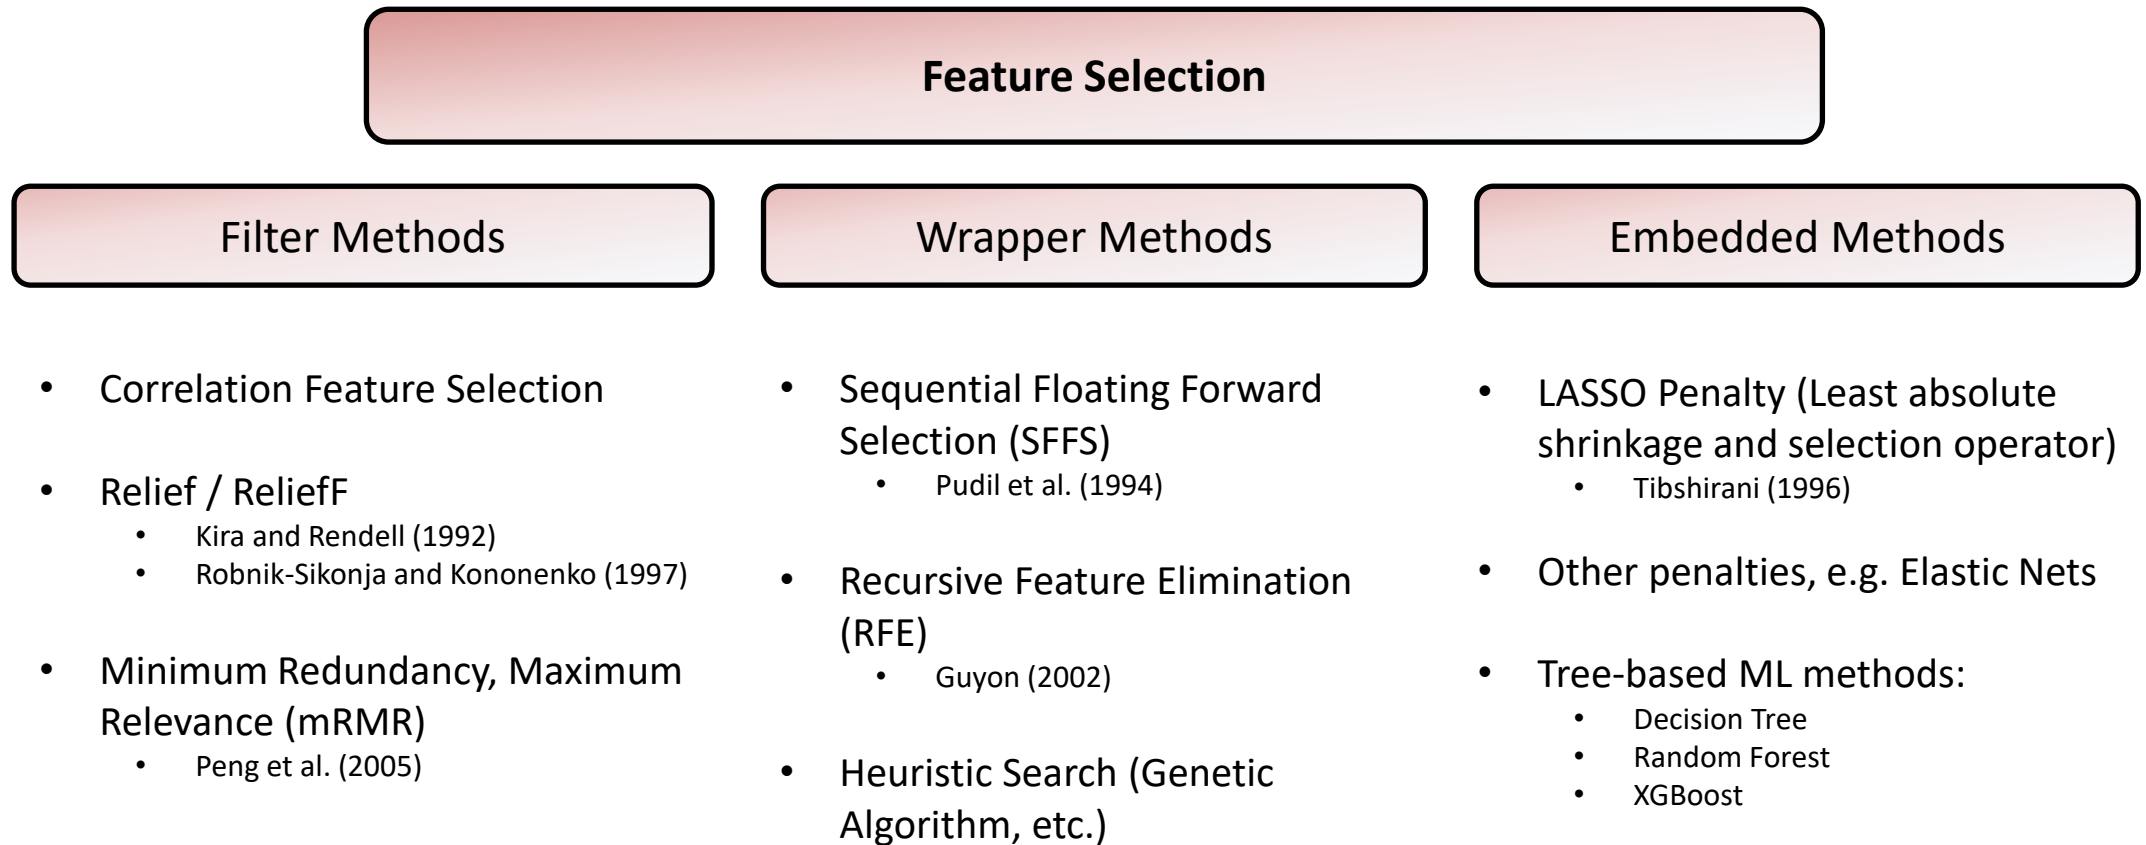 Feature Selection
Filter Methods
• Correlation Feature Selection
• Relief / ReliefF
• Kira and Rendell (1992)
• Robnik-Sikonja and Kononenko (1997)
• Minimum Redundancy, Maximum
Relevance (mRMR)
• Peng et al. (2005)
Wrapper Methods
• Sequential Floating Forward
Selection (SFFS)
• Pudil et al. (1994)
• Recursive Feature Elimination
(RFE)
• Guyon (2002)
• Heuristic Search (Genetic
Algorithm, etc.)
Embedded Methods
• LASSO Penalty (Least absolute
shrinkage and selection operator)
• Tibshirani (1996)
• Other penalties, e.g. Elastic Nets
• Tree-based ML methods:
• Decision Tree
• Random Forest
• XGBoost